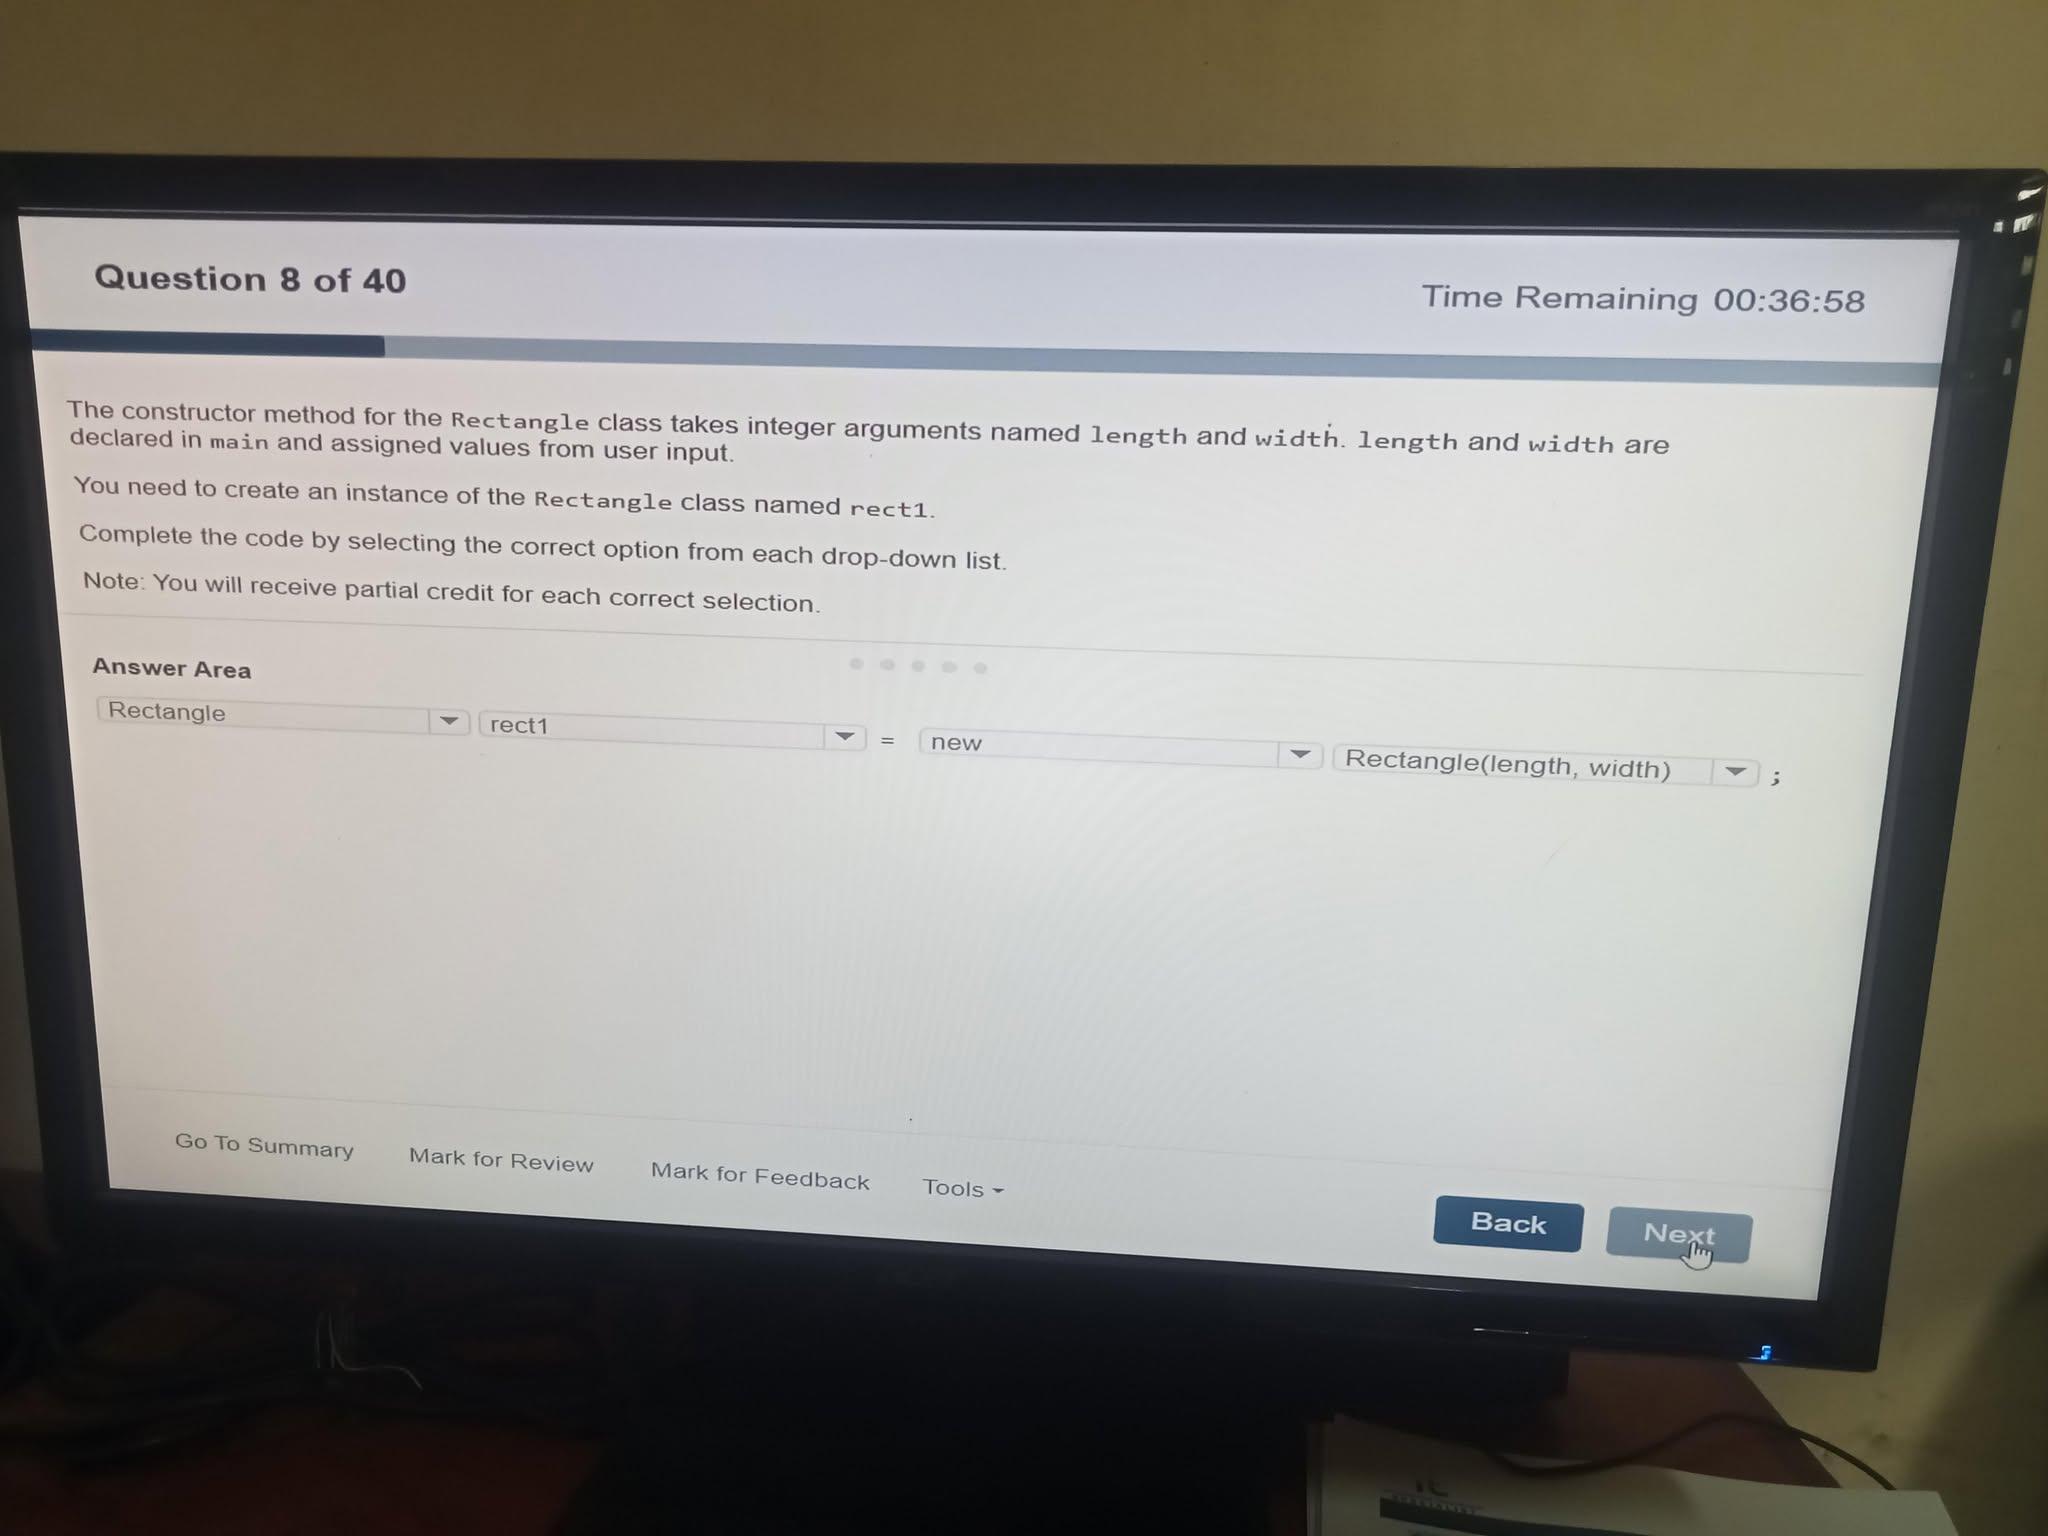 Question 8 of 40
Time Remaining 00:36:58
The constructor method for the Rectangle class takes integer arguments named length and width. length and width are
declared in main and assigned values from user input.
You need to create an instance of the Rectangle class named rect1.
Complete the code by selecting the correct option from each drop-down list.
Note: You will receive partial credit for each correct selection.
Answer Area
Rectangle rect1 = new Rectangle(length, width) ;
Go To Summary Mark for Review Mark for Feedback Tools
Back Next